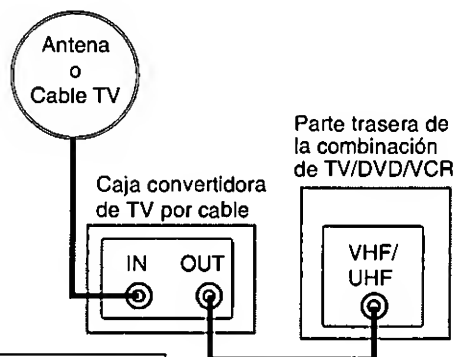 Antena
o
Cable TV
Parte trasera de
la combinación
de TV/DVD/VCR
Caja convertidora
de TV por cable
IN
OUT
VHF/
UHF